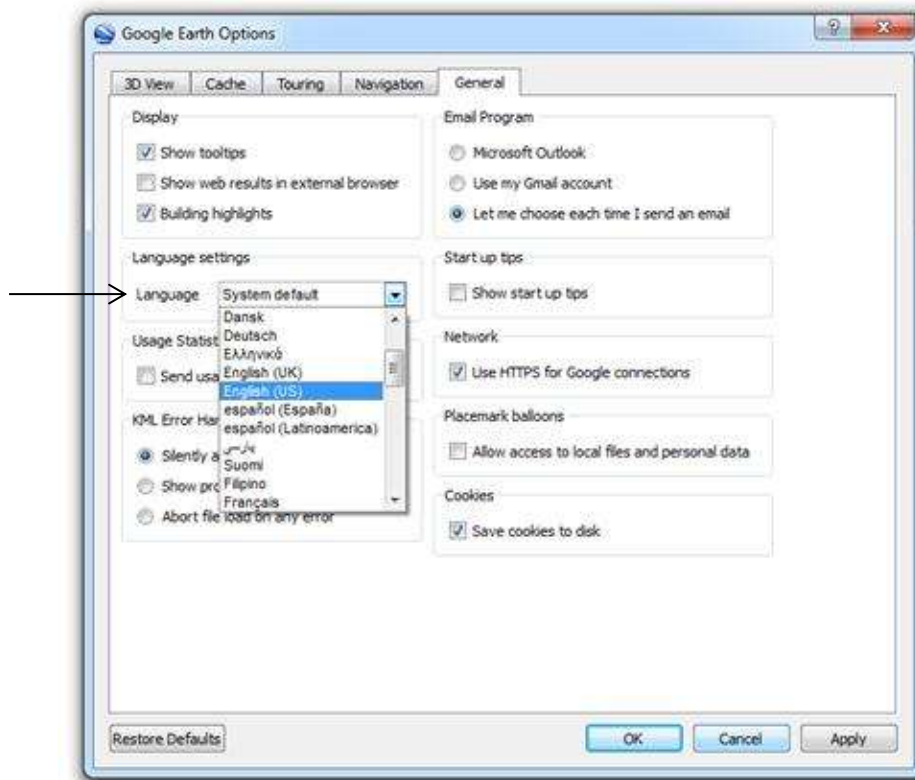 Google Earth Options
3D View Cache Touring Navigation General
Display
Show tooltips
Show web results in external browser
Building highlights
Language settings
Language System default
Dansk
Deutsch
Ελληνικά
English (UK)
English (US)
español (España)
español (Latinoamerica)
فارسی
Suomi
Filipino
Français
Usage Statist
Send usa
KML Error Har
Silently a
Show pro
Abort file load on any error
Email Program
Microsoft Outlook
Use my Gmail account
Let me choose each time I send an email
Start up tips
Show start up tips
Network
Use HTTPS for Google connections
Placemark balloons
Allow access to local files and personal data
Cookies
Save cookies to disk
Restore Defaults OK Cancel Apply